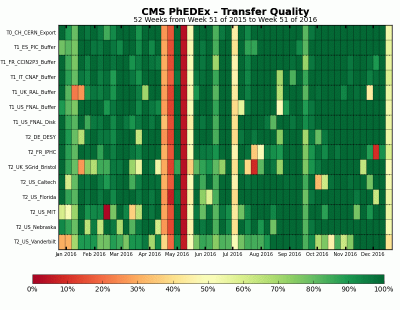 CMS PhEDEx - Transfer Quality
52 Weeks from Week 51 of 2015 to Week 51 of 2016
T0_CH_CERN_Export
T1_ES_PIC_Buffer
T1_FR_CCIN2P3_Buffer
T1_IT_CNAF_Buffer
T1_UK_RAL_Buffer
T1_US_FNAL_Buffer
T1_US_FNAL_Disk
T2_DE_DESY
T2_FR_IPHC
T2_UK_SGrid_Bristol
T2_US_Caltech
T2_US_Florida
T2_US_MIT
T2_US_Nebraska
T2_US_Vanderbilt
Jan 2016 Feb 2016 Mar 2016 Apr 2016 May 2016 Jun 2016 Jul 2016 Aug 2016 Sep 2016 Oct 2016 Nov 2016 Dec 2016
0% 10% 20% 30% 40% 50% 60% 70% 80% 90% 100%